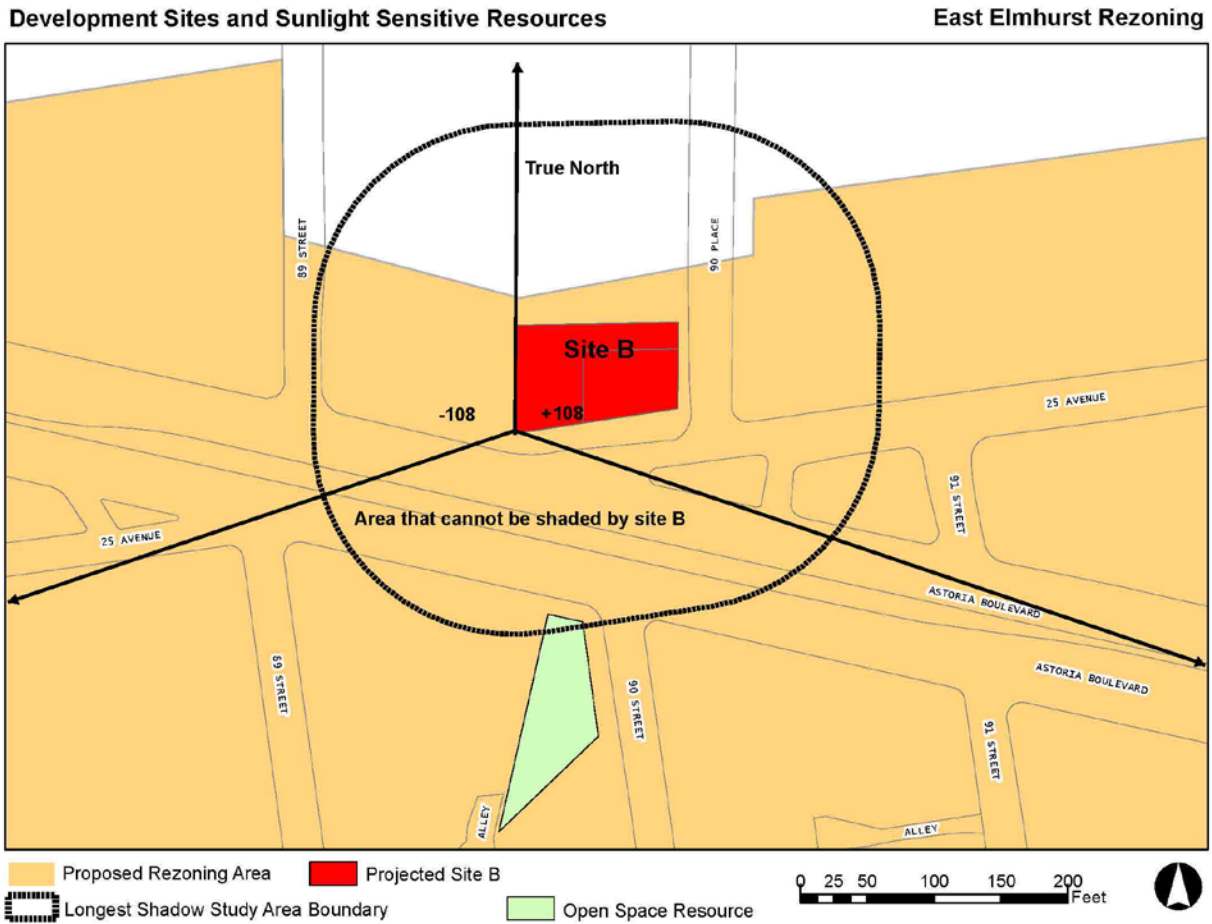 Development Sites and Sunlight Sensitive Resources
East Elmhurst Rezoning
True North
89 STREET
90 PLACE
Site B
-108
+108
25 AVENUE
91 STREET
Area that cannot be shaded by site B
25 AVENUE
ASTORIA BOULEVARD
ASTORIA BOULEVARD
89 STREET
90 STREET
91 STREET
ALLEY
ALLEY
Proposed Rezoning Area
Projected Site B
Longest Shadow Study Area Boundary
Open Space Resource
0 25 50 100 150 200
Feet